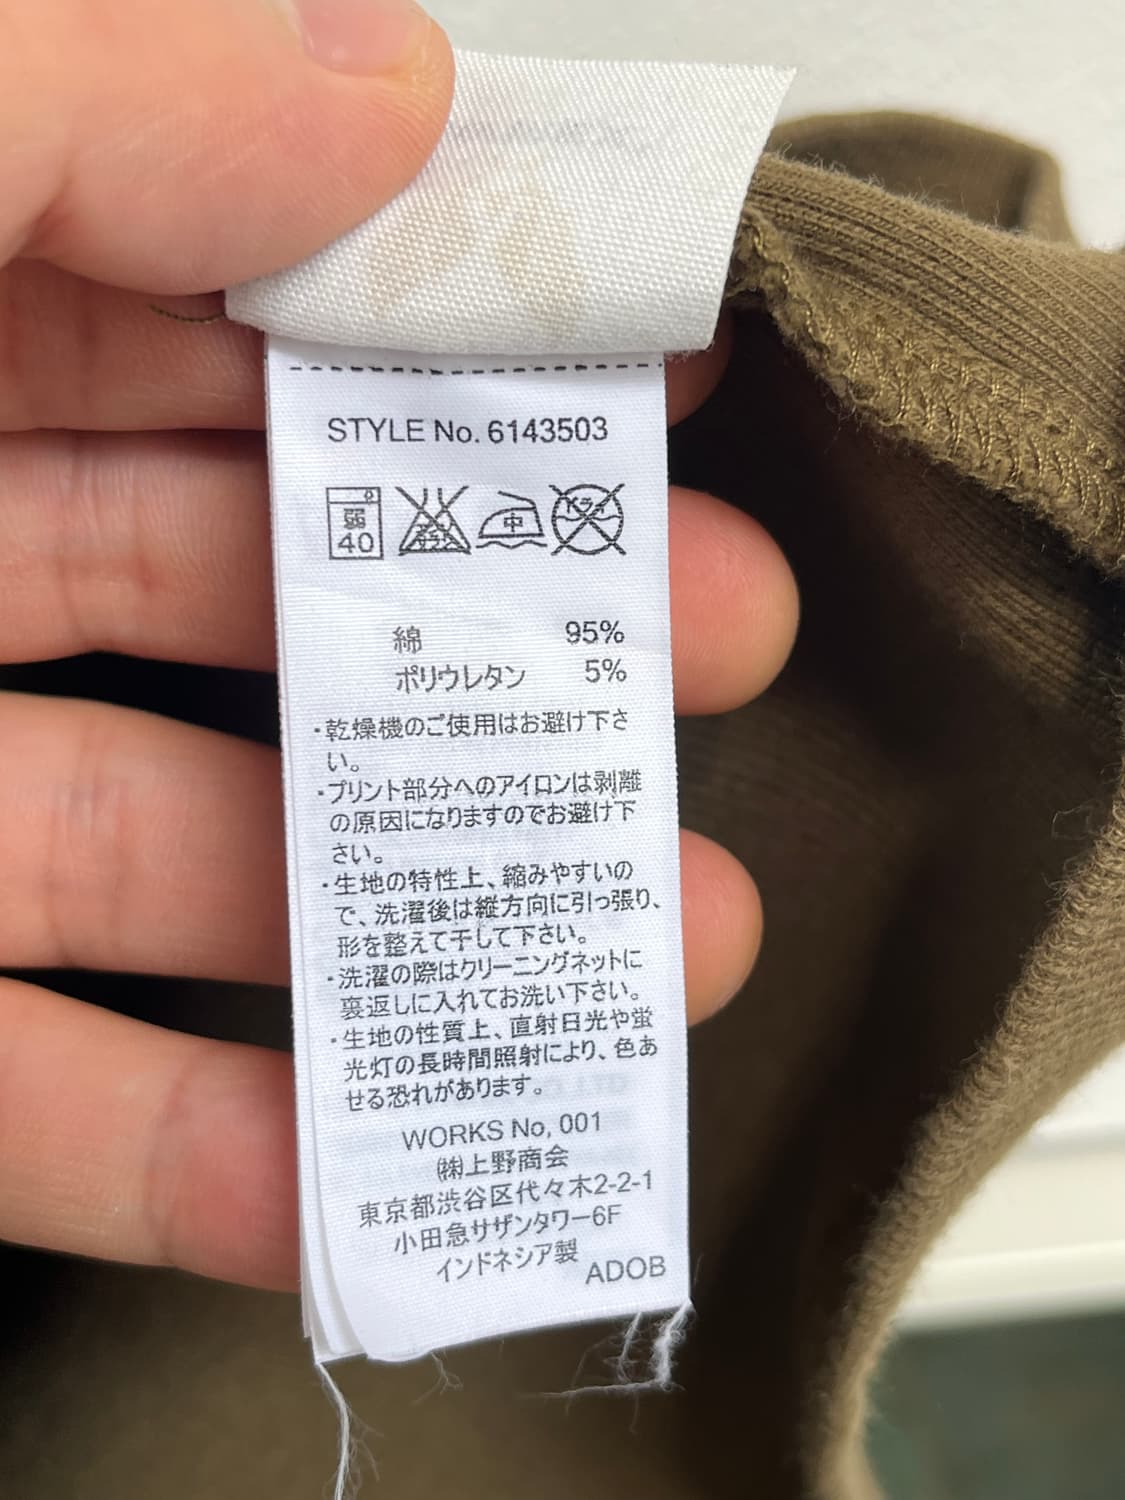 STYLE No. 6143503
弱
40
エンソ
サラシ
中
ドライ
綿 95%
ポリウレタン 5%
・乾燥機のご使用はお避け下さ
い。
・プリント部分へのアイロンは剥離
の原因になりますのでお避け下
さい。
・生地の特性上、縮みやすいの
で、洗濯後は縦方向に引っ張り、
形を整えて干して下さい。
・洗濯の際はクリーニングネットに
裏返しに入れてお洗い下さい。
・生地の性質上、直射日光や蛍
光灯の長時間照射により、色あ
せる恐れがあります。
WORKS No, 001
㈱上野商会
東京都渋谷区代々木2-2-1
小田急サザンタワー6F
インドネシア製
ADOB